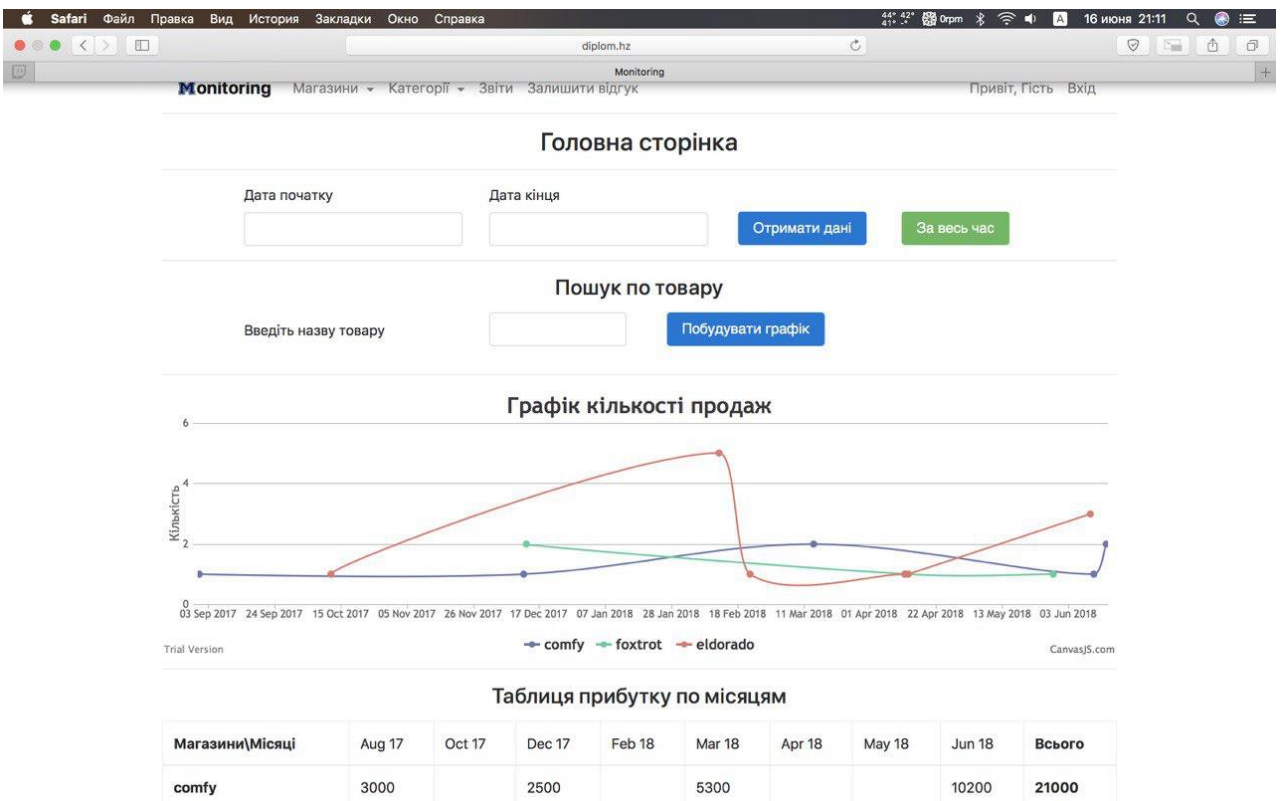 Safari Файл Правка Вид История Закладки Окно Справка 44° 42° 41° -° 0rpm A 16 июня 21:11
diplom.hz
Monitoring
Monitoring Магазини Категорії Звіти Залишити відгук Привіт, Гість Вхід
Головна сторінка
Дата початку Дата кінця
Отримати дані За весь час
Пошук по товару
Введіть назву товару Побудувати графік
Графік кількості продаж
6
4
Кількість
2
0
03 Sep 2017 24 Sep 2017 15 Oct 2017 05 Nov 2017 26 Nov 2017 17 Dec 2017 07 Jan 2018 28 Jan 2018 18 Feb 2018 11 Mar 2018 01 Apr 2018 22 Apr 2018 13 May 2018 03 Jun 2018
comfy foxtrot eldorado
Trial Version CanvasJS.com
Таблиця прибутку по місяцям
Магазини\Місяці Aug 17 Oct 17 Dec 17 Feb 18 Mar 18 Apr 18 May 18 Jun 18 Всього
comfy 3000 2500 5300 10200 21000